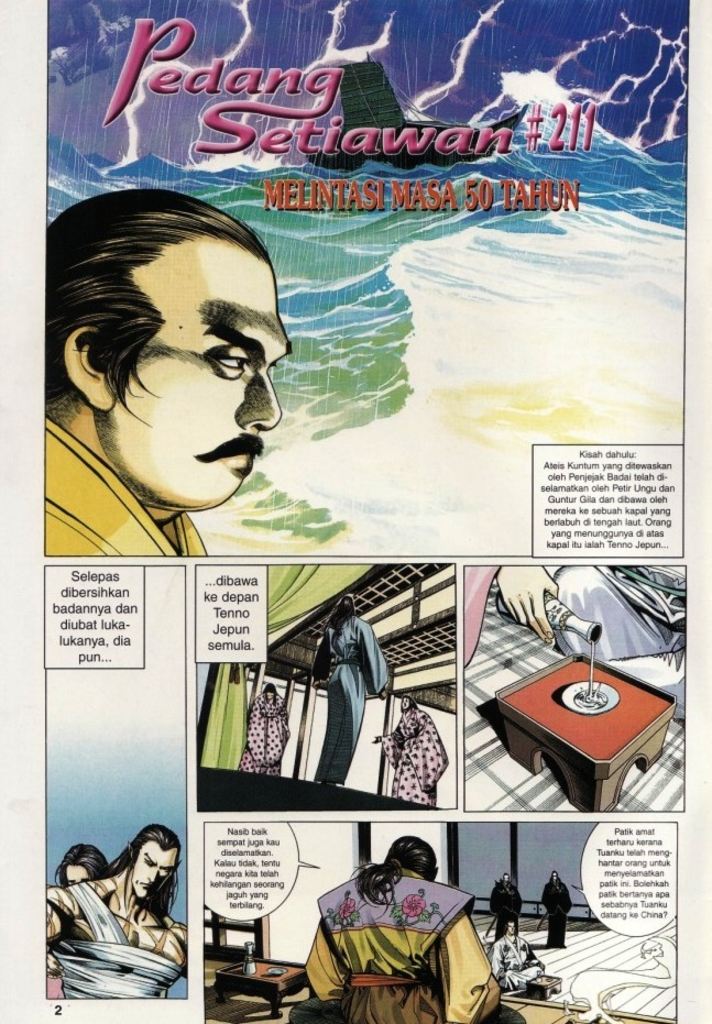 Pedang
Setiawan #211
MELINTASI MASA 50 TAHUN
Kisah dahulu:
Ateis Kuntum yang ditewaskan
oleh Penjejak Badai telah di-
selamatkan oleh Petir Ungu dan
Guntur Gila dan dibawa oleh
mereka ke sebuah kapal yang
berlabuh di tengah laut. Orang
yang menunggunya di atas
kapal itu ialah Tenno Jepun...
Selepas
dibersihkan
badannya dan
diubat luka-
lukanya, dia
pun...
...dibawa
ke depan
Tenno
Jepun
semula.
Nasib baik
sempat juga kau
diselamatkan.
Kalau tidak, tentu
negara kita telah
kehilangan seorang
jaguh yang
terbilang.
Patik amat
terharu kerana
Tuanku telah meng-
hantar orang untuk
menyelamatkan
patik ini. Bolehkah
patik bertanya apa
sebabnya Tuanku
datang ke China?
2